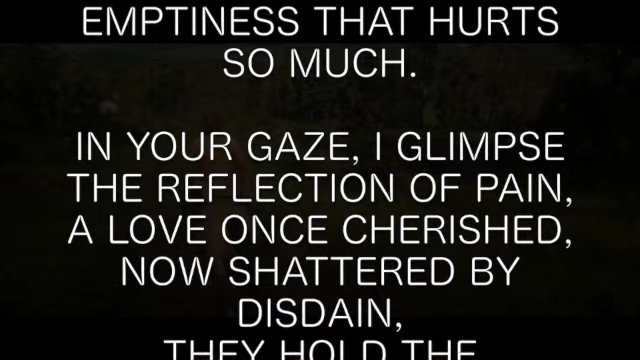 EMPTINESS THAT HURTS
SO MUCH.
IN YOUR GAZE, I GLIMPSE
THE REFLECTION OF PAIN,
A LOVE ONCE CHERISHED,
NOW SHATTERED BY
DISDAIN,
THEY HOLD THE